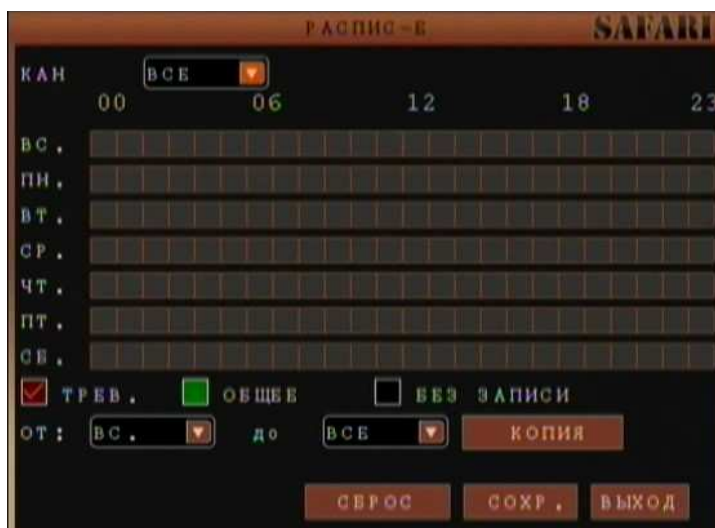 РАСПИС-Е SAFARI
КАН ВСЕ
00 06 12 18 23
ВС.
ПН.
ВТ.
СР.
ЧТ.
ПТ.
СБ.
ТРЕВ. ОБЩЕЕ БЕЗ ЗАПИСИ
ОТ: ВС. до ВСЕ КОПИЯ
СБРОС СОХР. ВЫХОД